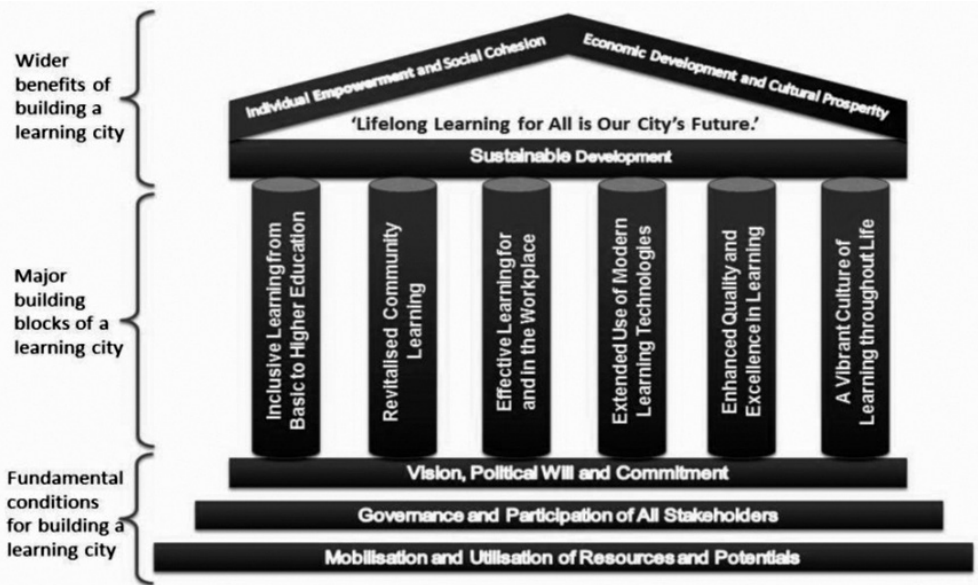 Wider
benefits of
building a
learning city
Individual Empowerment and Social Cohesion
Economic Development and Cultural Prosperity
'Lifelong Learning for All is Our City's Future.'
Sustainable Development
Major
building
blocks of a
learning city
Inclusive Learning from
Basic to Higher Education
Revitalised Community
Learning
Effective Learning for
and in the Workplace
Extended Use of Modern
Learning Technologies
Enhanced Quality and
Excellence in Learning
A Vibrant Culture of
Learning throughout Life
Fundamental
conditions
for building a
learning city
Vision, Political Will and Commitment
Governance and Participation of All Stakeholders
Mobilisation and Utilisation of Resources and Potentials